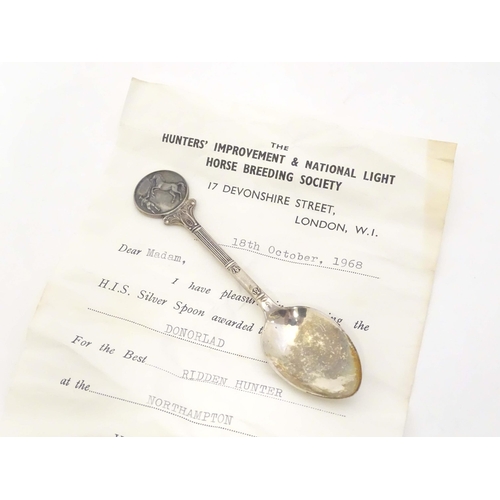 THE
HUNTERS' IMPROVEMENT & NATIONAL LIGHT
HORSE BREEDING SOCIETY
17 DEVONSHIRE STREET,
LONDON, W.1.
18th October, 1968
Dear Madam,
I have pleasure the
H.I.S. Silver Spoon awarded
DONORLAD
For the Best RIDDEN HUNTER
at the NORTHAMPTON